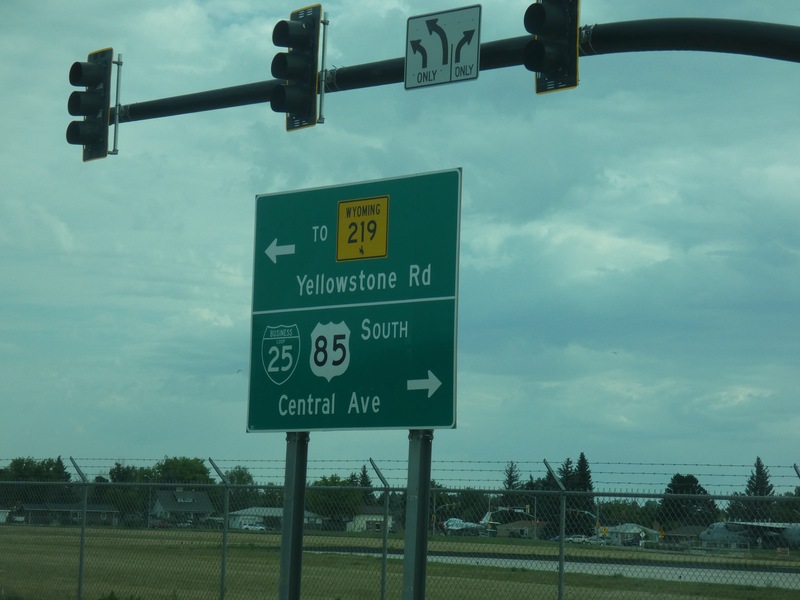 ONLY ONLY
WYOMING
TO 219
Yellowstone Rd
BUSINESS
LOOP
25 85 SOUTH
Central Ave